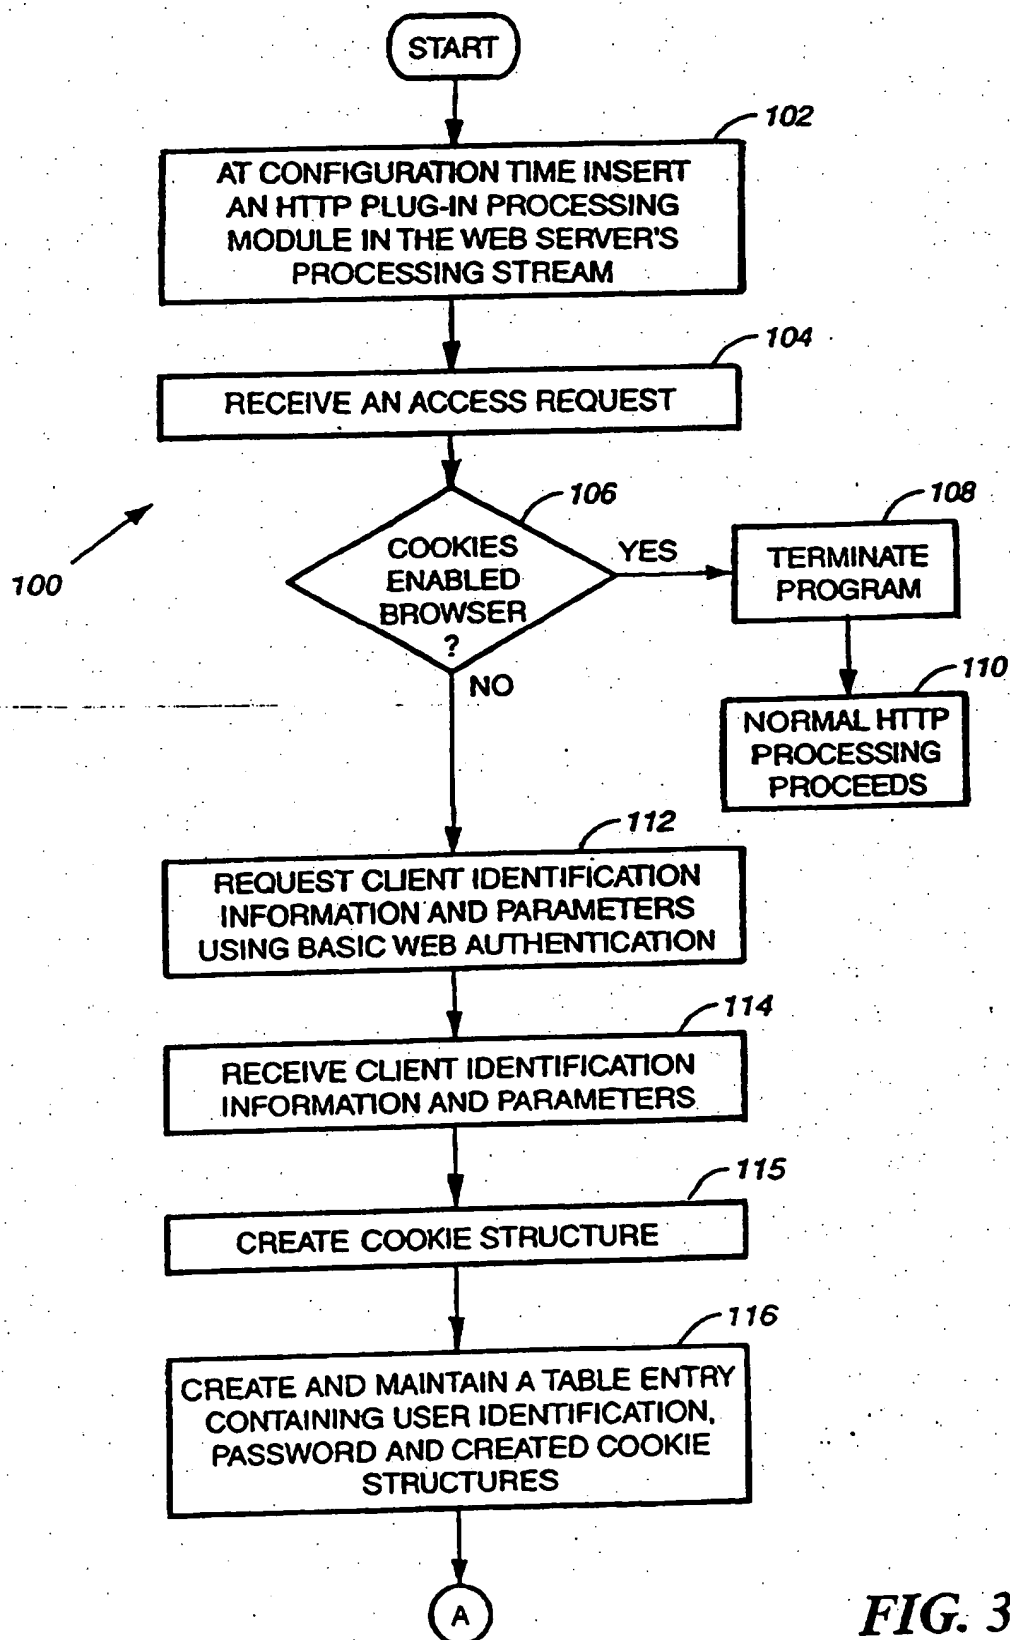 START
102
AT CONFIGURATION TIME INSERT
AN HTTP PLUG-IN PROCESSING
MODULE IN THE WEB SERVER'S
PROCESSING STREAM
104
RECEIVE AN ACCESS REQUEST
106
COOKIES
ENABLED
BROWSER
?
YES
108
TERMINATE
PROGRAM
100
NO
110
NORMAL HTTP
PROCESSING
PROCEEDS
112
REQUEST CLIENT IDENTIFICATION
INFORMATION AND PARAMETERS
USING BASIC WEB AUTHENTICATION
114
RECEIVE CLIENT IDENTIFICATION
INFORMATION AND PARAMETERS
115
CREATE COOKIE STRUCTURE
116
CREATE AND MAINTAIN A TABLE ENTRY
CONTAINING USER IDENTIFICATION,
PASSWORD AND CREATED COOKIE
STRUCTURES
A
FIG. 3